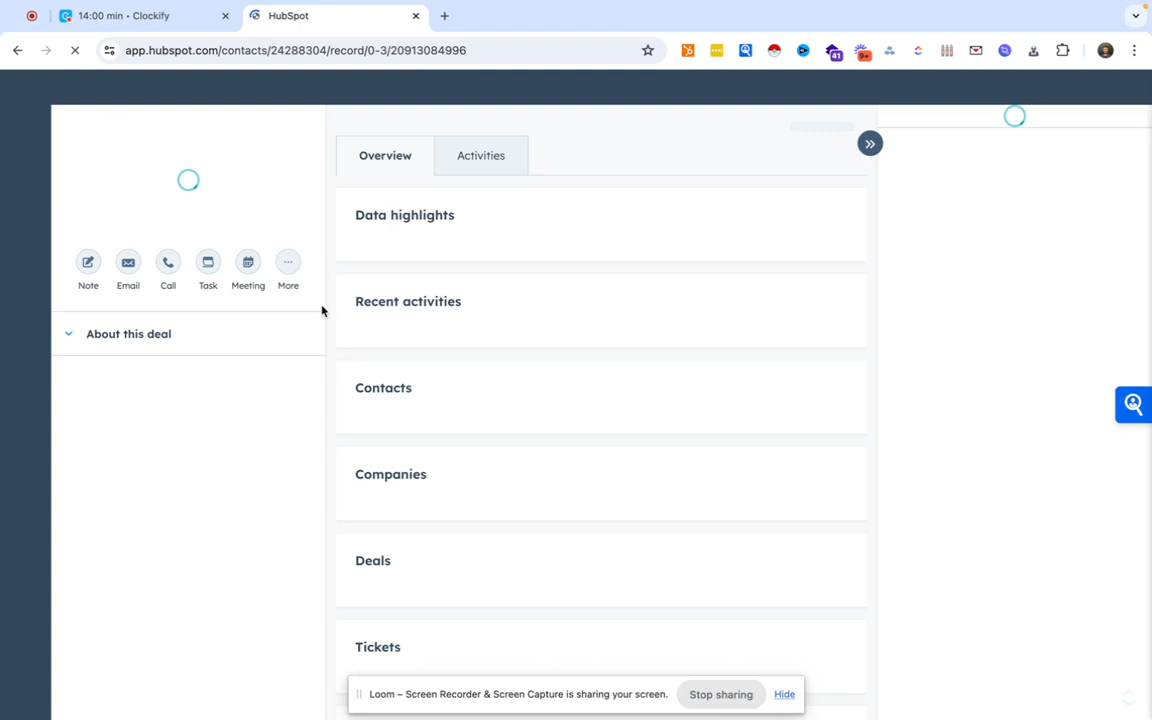 14:00 min • Clockify
HubSpot
app.hubspot.com/contacts/24288304/record/0-3/20913084996
41
9+
Overview
Activities
Data highlights
Note
Email
Call
Task
Meeting
More
Recent activities
About this deal
Contacts
Companies
Deals
Tickets
Loom – Screen Recorder & Screen Capture is sharing your screen.
Stop sharing
Hide